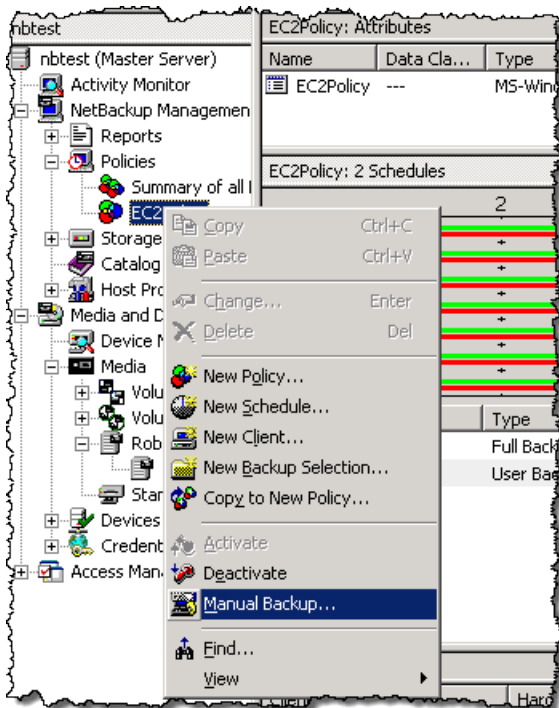 nbtest
nbtest (Master Server)
Activity Monitor
NetBackup Managemen
Reports
Policies
Summary of all
EC2
Storage
Catalog
Host Pro
Media and D
Device
Media
Volu
Volu
Rob
Stan
Devices
Credent
Access Man
EC2Policy: Attributes
Name
Data Cla...
Type
EC2Policy
---
MS-Wind
EC2Policy: 2 Schedules
2
Type
Full Back
User Bac
Copy Ctrl+C
Paste Ctrl+V
Change... Enter
Delete Del
New Policy...
New Schedule...
New Client...
New Backup Selection...
Copy to New Policy...
Activate
Deactivate
Manual Backup...
Find...
View
Hard